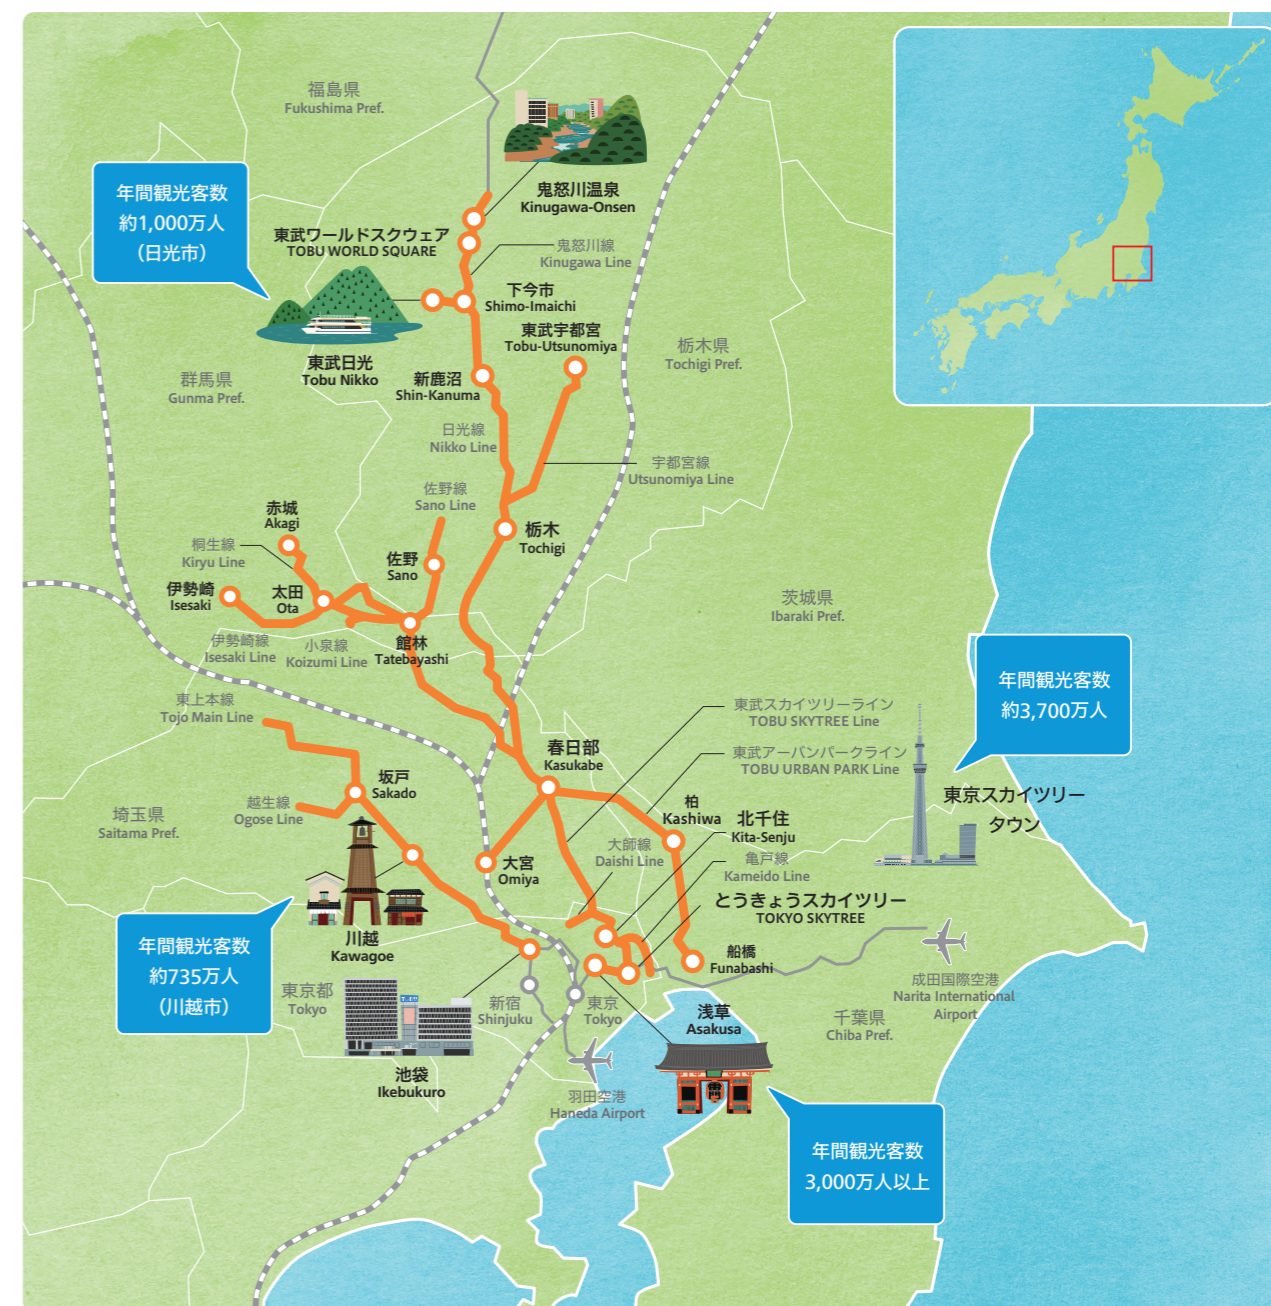 福島県
Fukushima Pref.
年間観光客数
約1,000万人
（日光市）
鬼怒川温泉
Kinugawa-Onsen
東武ワールドスクウェア
TOBU WORLD SQUARE
鬼怒川線
Kinugawa Line
下今市
Shimo-Imaichi
東武宇都宮
Tobu-Utsunomiya
栃木県
Tochigi Pref.
東武日光
Tobu Nikko
新鹿沼
Shin-Kanuma
群馬県
Gunma Pref.
日光線
Nikko Line
宇都宮線
Utsunomiya Line
佐野線
Sano Line
赤城
Akagi
栃木
Tochigi
桐生線
Kiryu Line
佐野
Sano
伊勢崎
Isesaki
太田
Ota
茨城県
Ibaraki Pref.
伊勢崎線
Isesaki Line
小泉線
Koizumi Line
館林
Tatebayashi
年間観光客数
約3,700万人
東上本線
Tojo Main Line
東武スカイツリーライン
TOBU SKYTREE Line
東武アーバンパークライン
TOBU URBAN PARK Line
春日部
Kasukabe
坂戸
Sakado
東京スカイツリー
タウン
越生線
Ogose Line
埼玉県
Saitama Pref.
柏
Kashiwa
北千住
Kita-Senju
大師線
Daishi Line
亀戸線
Kameido Line
大宮
Omiya
とうきょうスカイツリー
TOKYO SKYTREE
年間観光客数
約735万人
（川越市）
川越
Kawagoe
船橋
Funabashi
成田国際空港
Narita International
Airport
東京都
Tokyo
新宿
Shinjuku
東京
Tokyo
浅草
Asakusa
千葉県
Chiba Pref.
池袋
Ikebukuro
羽田空港
Haneda Airport
年間観光客数
3,000万人以上